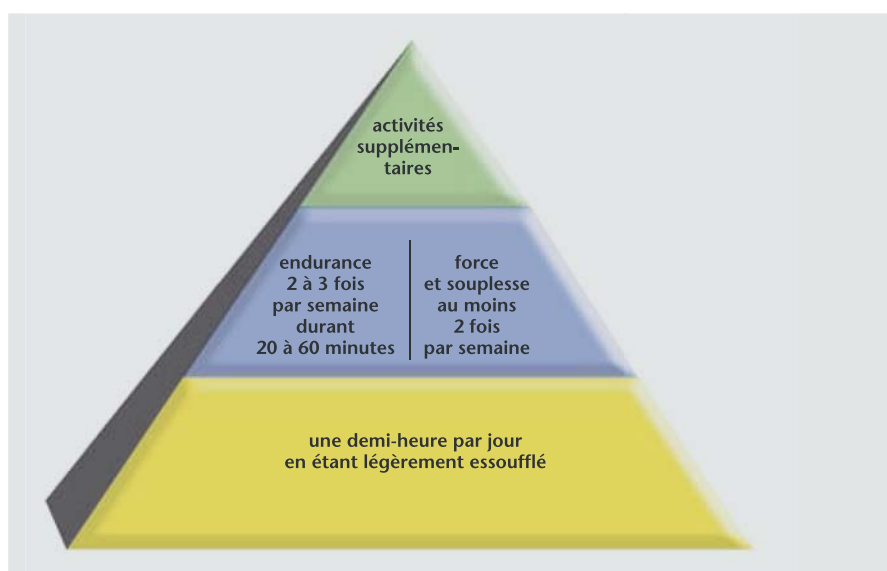 activités
supplémen-
taires
endurance
2 à 3 fois
par semaine
durant
20 à 60 minutes
force
et souplesse
au moins
2 fois
par semaine
une demi-heure par jour
en étant légèrement essoufflé